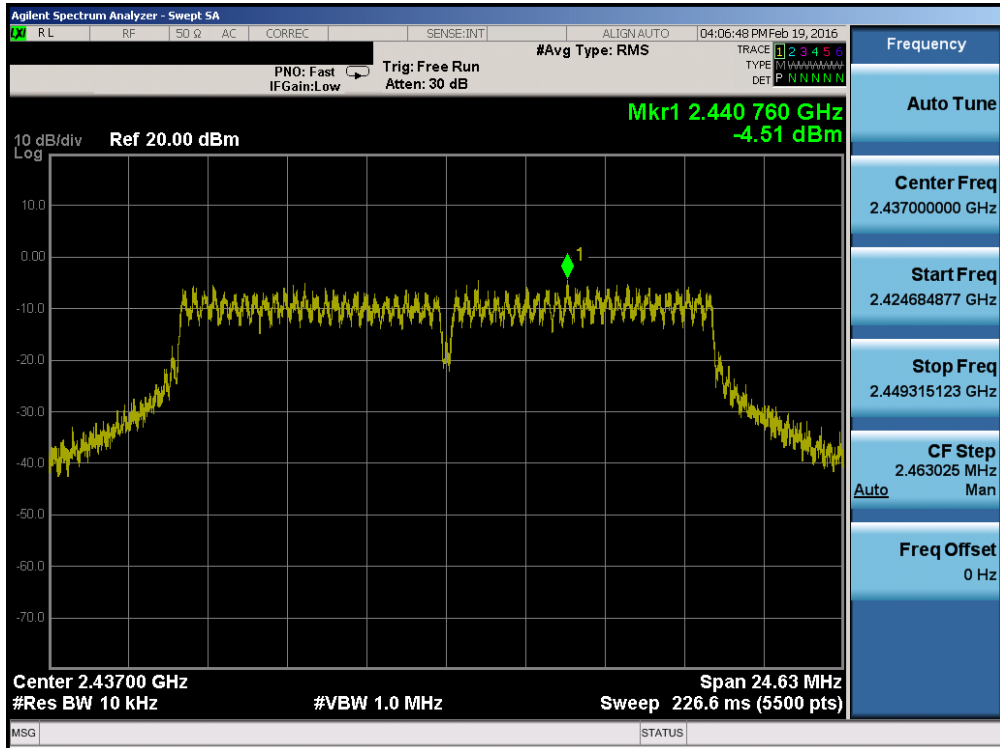 Agilent Spectrum Analyzer - Swept SA
LXI RL RF 50 Ω AC CORREC SENSE:INT ALIGN AUTO 04:06:48 PM Feb 19, 2016
#Avg Type: RMS TRACE 1 2 3 4 5 6
PNO: Fast Trig: Free Run TYPE M WWWWW
IFGain:Low Atten: 30 dB DET P N N N N N
Mkr1 2.440 760 GHz
-4.51 dBm
10 dB/div Ref 20.00 dBm
Log
10.0
0.00
1
-10.0
-20.0
-30.0
-40.0
-50.0
-60.0
-70.0
Center 2.43700 GHz Span 24.63 MHz
#Res BW 10 kHz #VBW 1.0 MHz Sweep 226.6 ms (5500 pts)
MSG STATUS
Frequency
Auto Tune
Center Freq
2.437000000 GHz
Start Freq
2.424684877 GHz
Stop Freq
2.449315123 GHz
CF Step
2.463025 MHz
Auto Man
Freq Offset
0 Hz